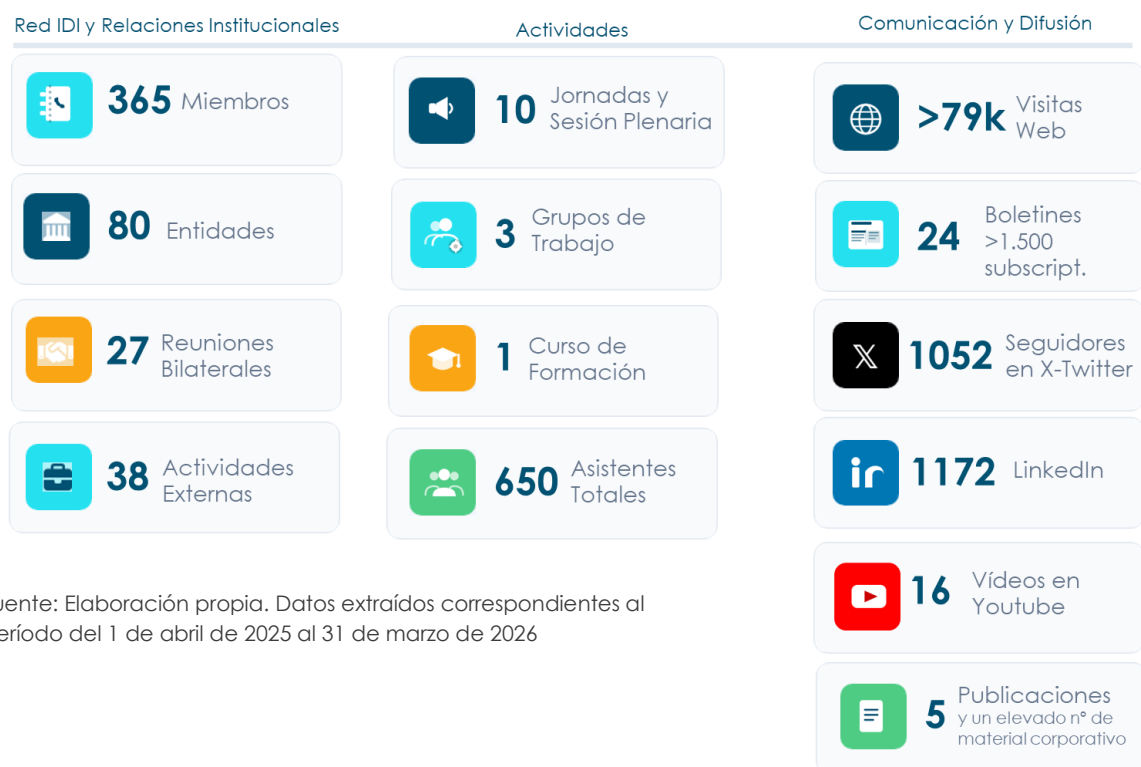 Red IDI y Relaciones Institucionales
365 Miembros
80 Entidades
27 Reuniones
Bilaterales
38 Actividades
Externas
Actividades
10 Jornadas y
Sesión Plenaria
3 Grupos de
Trabajo
1 Curso de
Formación
650 Asistentes
Totales
Comunicación y Difusión
>79k Visitas
Web
24 Boletines
>1.500
subscript.
X 1052 Seguidores
en X-Twitter
in 1172 LinkedIn
16 Vídeos en
Youtube
5 Publicaciones
y un elevado nº de
material corporativo
uente: Elaboración propia. Datos extraídos correspondientes al
eríodo del 1 de abril de 2025 al 31 de marzo de 2026